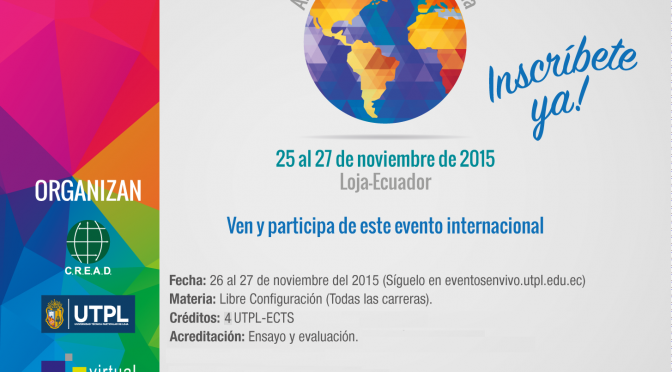 Inscríbete
ya!
25 al 27 de noviembre de 2015
Loja-Ecuador
Ven y participa de este evento internacional
ORGANIZAN
C.R.E.A.D.
UTPL
virtual
Fecha: 26 al 27 de noviembre del 2015 (Síguelo en eventosenvivo.utpl.edu.ec)
Materia: Libre Configuración (Todas las carreras).
Créditos: 4 UTPL-ECTS
Acreditación: Ensayo y evaluación.